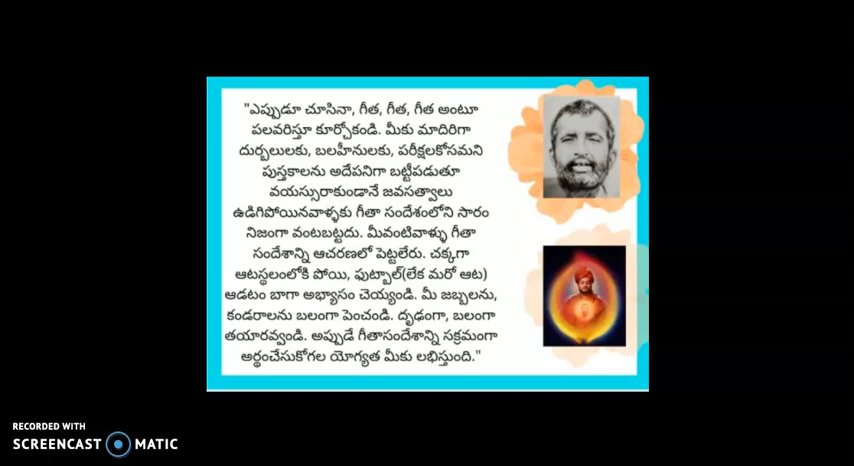 "ఎప్పుడూ చూసినా, గీత, గీత, గీత అంటూ
పలవరిస్తూ కూర్చోకండి. మీకు మాదిరిగా
దుర్బలులకు, బలహీనులకు, పరీక్షలకోసమని
పుస్తకాలను అదేపనిగా బట్టీపడుతూ
వయస్సురాకుండానే జవసత్వాలు
ఉడిగిపోయినవాళ్ళకు గీతా సందేశంలోని సారం
నిజంగా వంటబట్టదు. మీవంటివాళ్ళు గీతా
సందేశాన్ని ఆచరణలో పెట్టలేరు. చక్కగా
ఆటస్థలంలోకి పోయి, ఫుట్బాల్(లేక మరో ఆట)
ఆడటం బాగా అభ్యాసం చెయ్యండి. మీ జబ్బలను,
కండరాలను బలంగా పెంచండి. దృఢంగా, బలంగా
తయారవ్వండి. అప్పుడే గీతాసందేశాన్ని సక్రమంగా
అర్థంచేసుకోగల యోగ్యత మీకు లభిస్తుంది."
RECORDED WITH
SCREENCAST MATIC